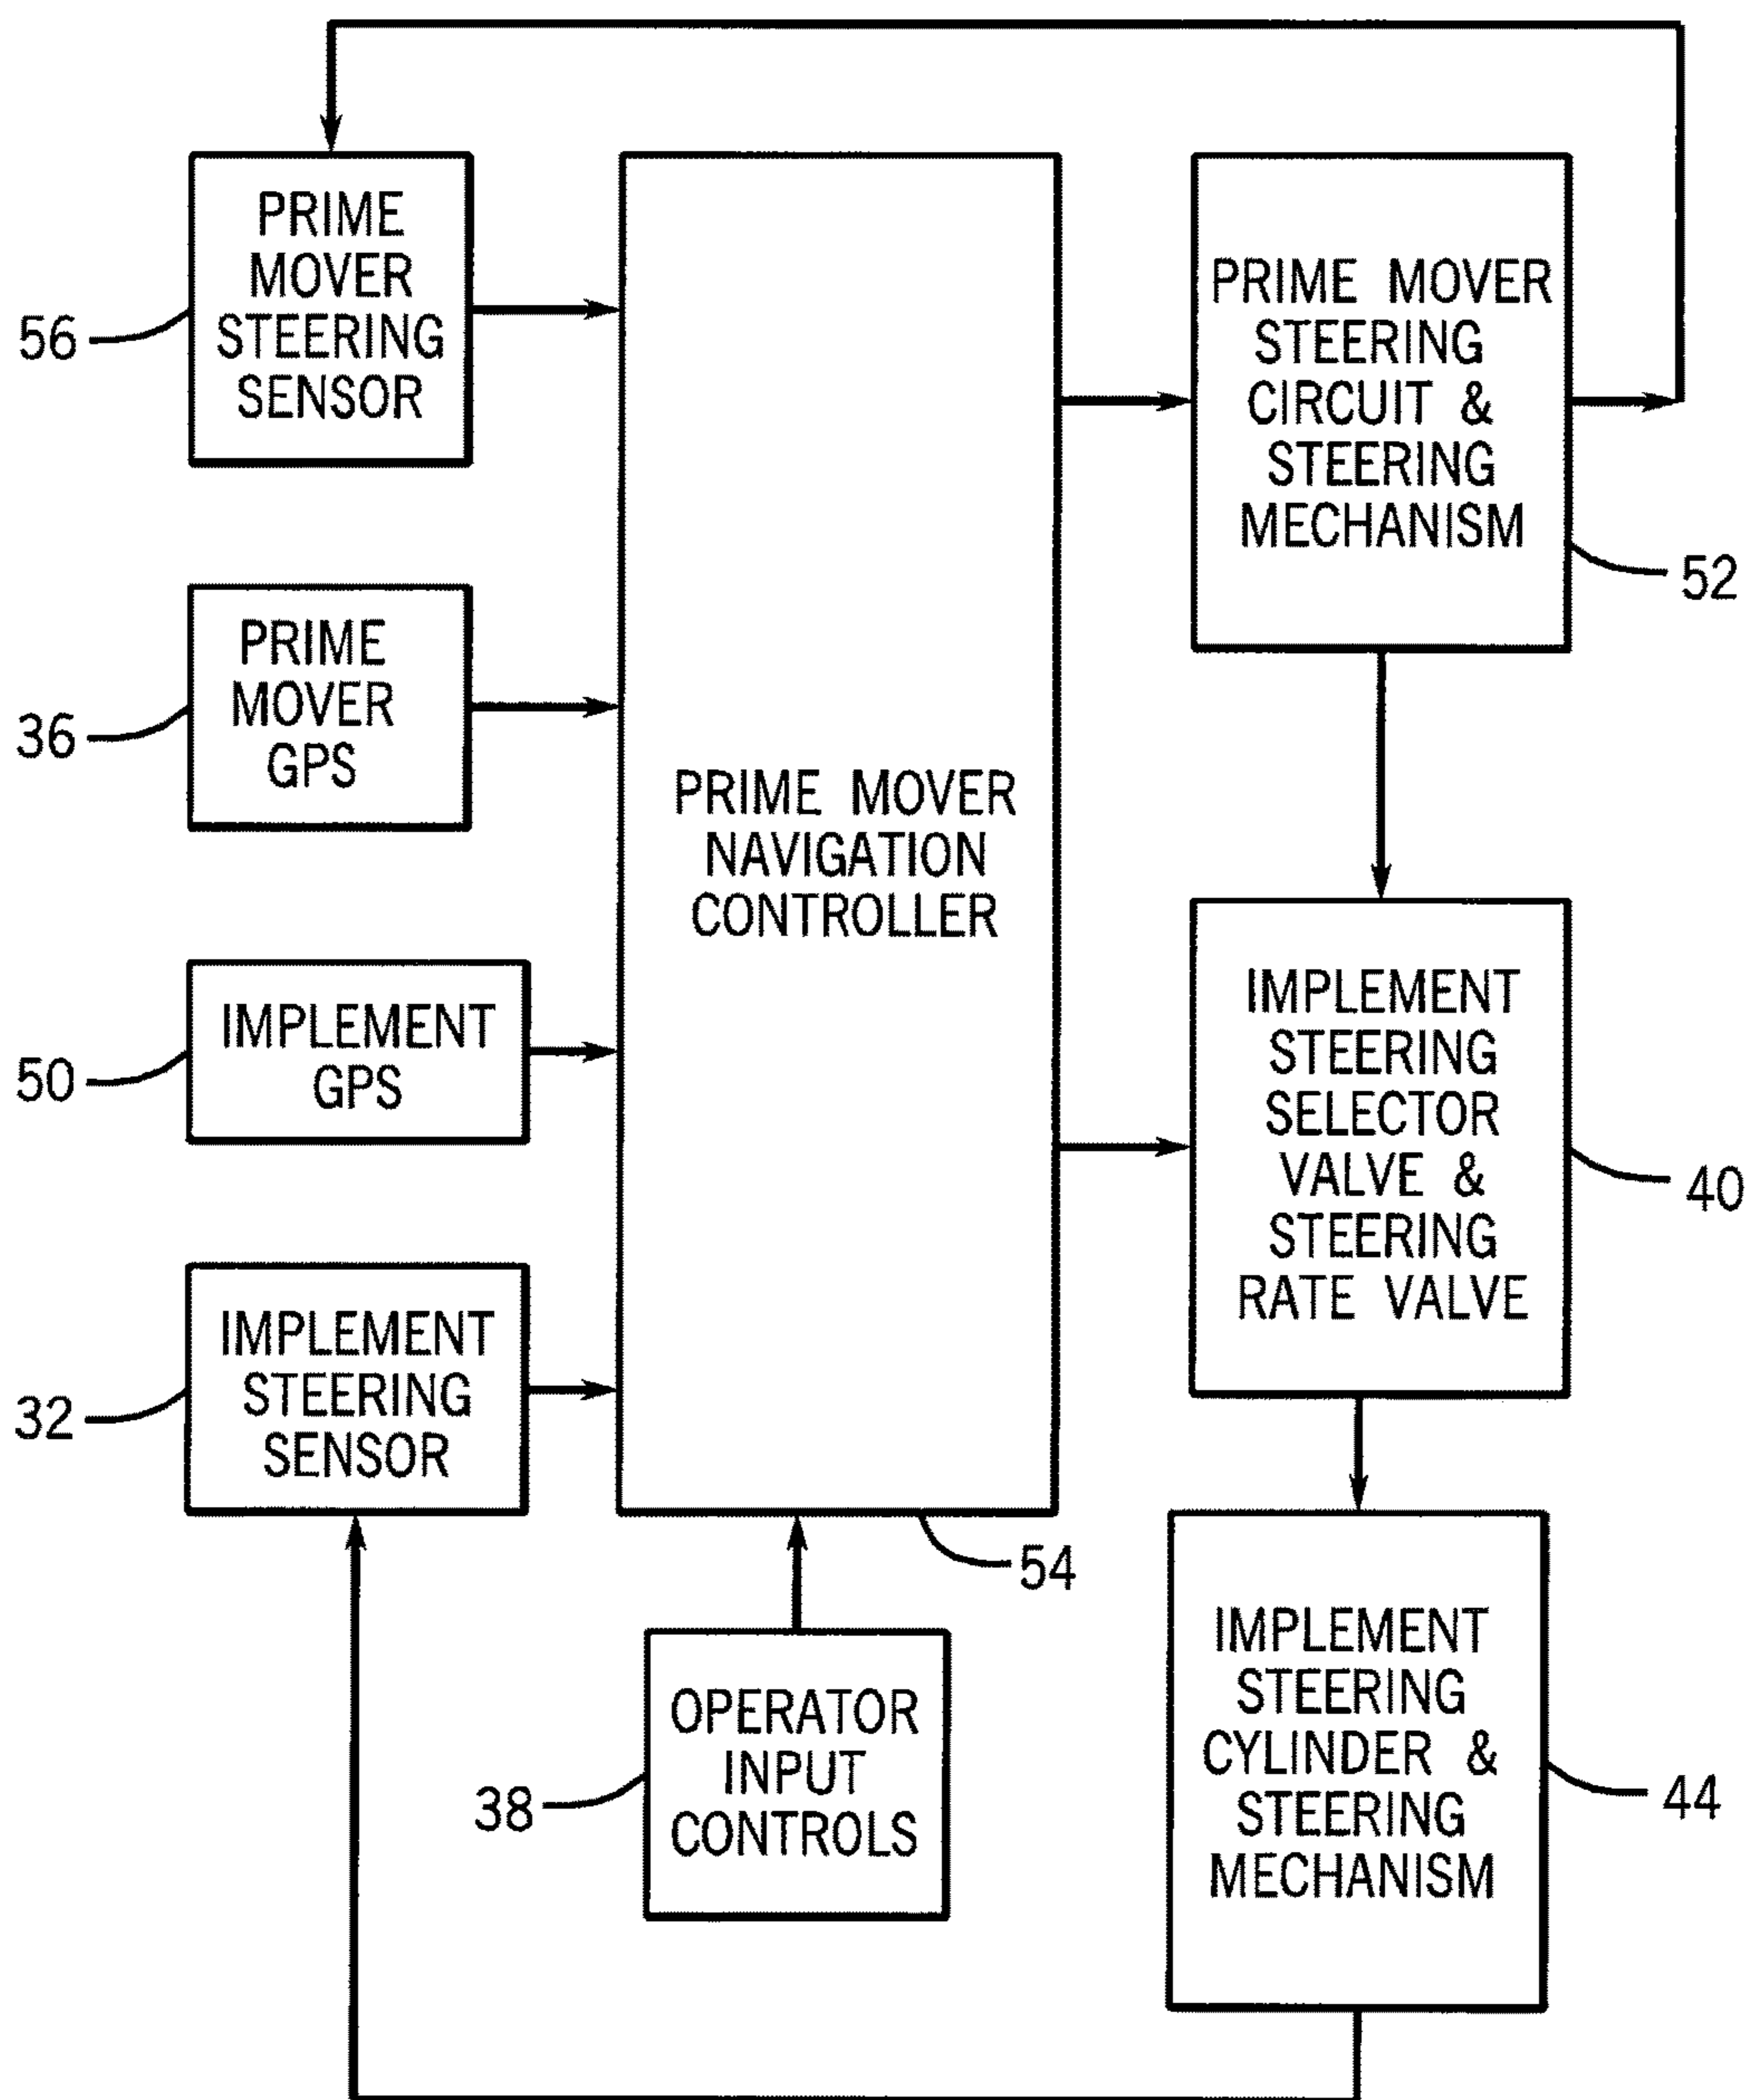 PRIME
MOVER
STEERING
SENSOR
56
PRIME MOVER
STEERING
CIRCUIT &
STEERING
MECHANISM
52
PRIME
MOVER
GPS
36
PRIME MOVER
NAVIGATION
CONTROLLER
54
IMPLEMENT
GPS
50
IMPLEMENT
STEERING
SELECTOR
VALVE &
STEERING
RATE VALVE
40
IMPLEMENT
STEERING
SENSOR
32
OPERATOR
INPUT
CONTROLS
38
IMPLEMENT
STEERING
CYLINDER &
STEERING
MECHANISM
44